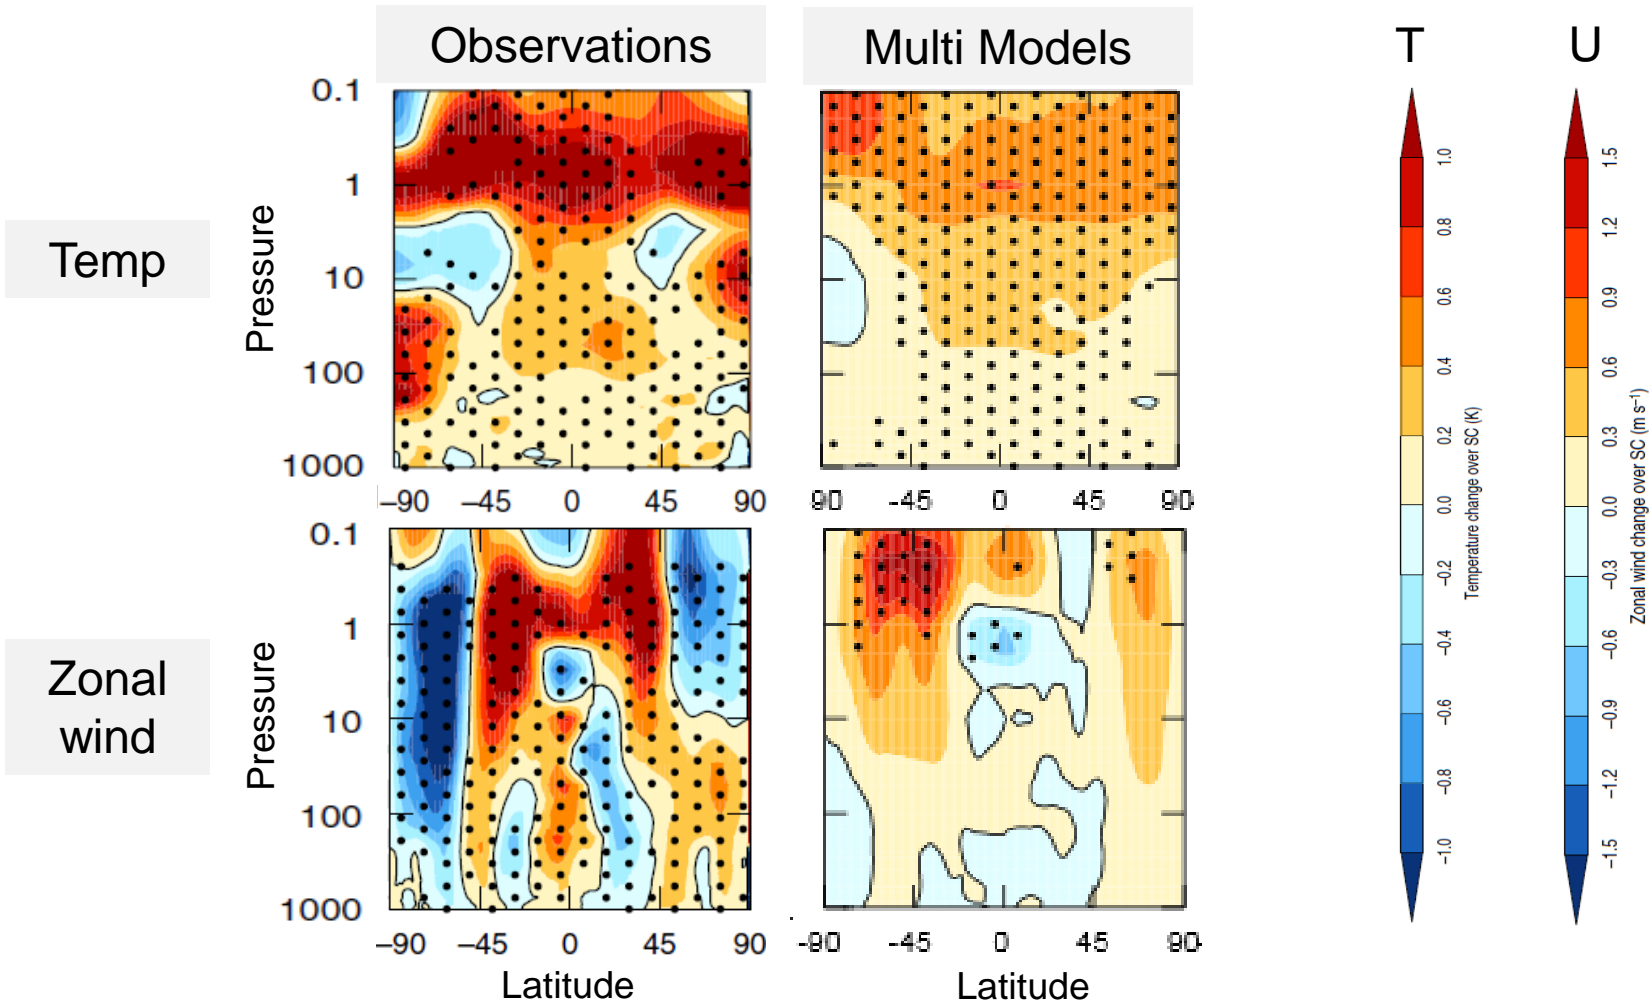 Observations
Multi Models
T
U
Temp
Pressure
0.1
1
10
100
1000
−90 −45 0 45 90
90 -45 0 45 90
Zonal
wind
Pressure
0.1
1
10
100
1000
−90 −45 0 45 90
-90 -45 0 45 90
Latitude
Latitude
1.0
0.8
0.6
0.4
0.2
0.0
−0.2
−0.4
−0.6
−0.8
−1.0
Temperature change over SC (K)
1.5
1.2
0.9
0.6
0.3
0.0
−0.3
−0.6
−0.9
−1.2
−1.5
Zonal wind change over SC (m s⁻¹)